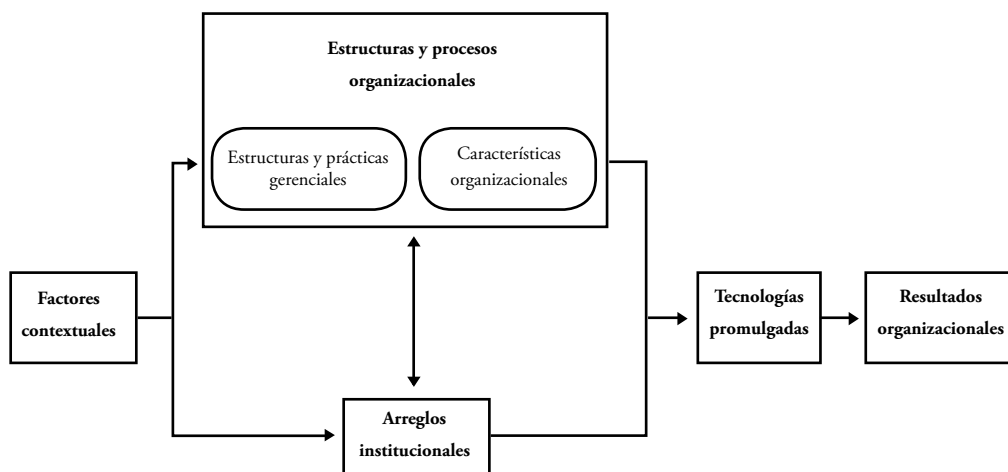 Estructuras y procesos
organizacionales
Estructuras y prácticas
gerenciales
Características
organizacionales
Factores
contextuales
Tecnologías
promulgadas
Resultados
organizacionales
Arreglos
institucionales